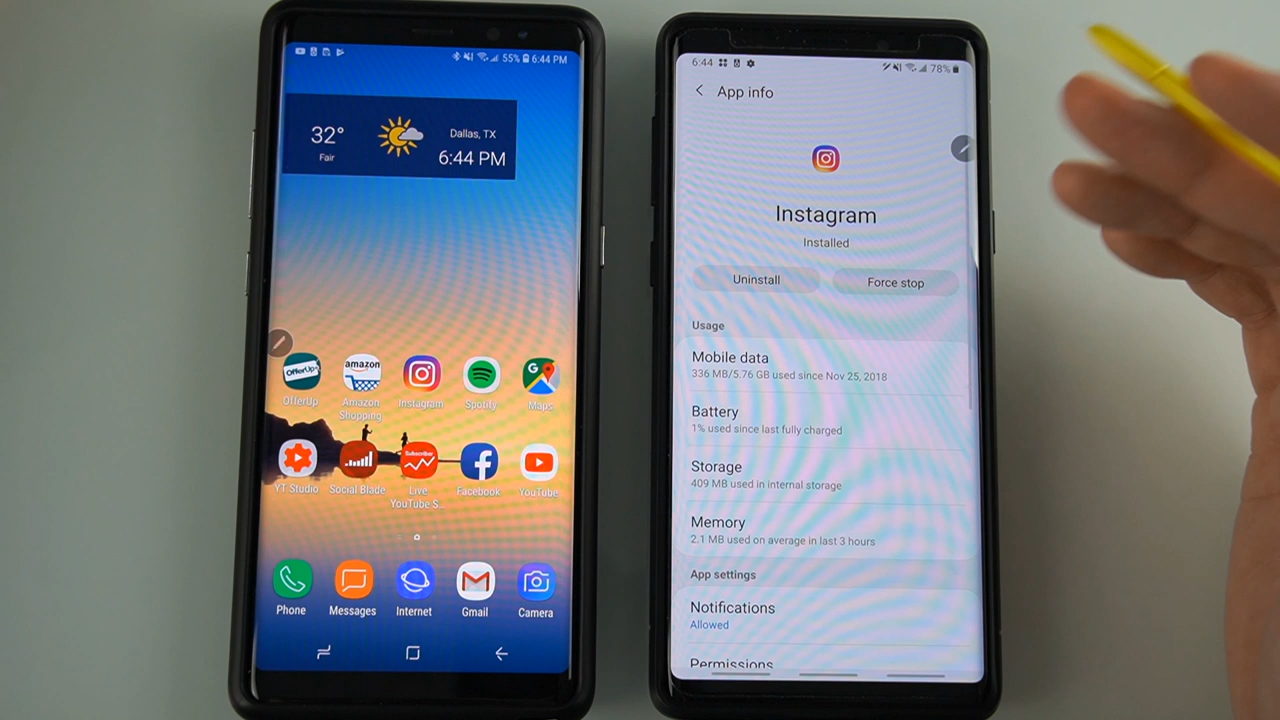 55% 6:44 PM
32°
Fair
Dallas, TX
6:44 PM
OfferUp
amazon
Subscriber
OfferUp
Amazon
Shopping
Instagram
Spotify
Maps
YT Studio
Social Blade
Live
YouTube S..
Facebook
YouTube
Phone
Messages
Internet
Gmail
Camera
6:44
78%
App info
Instagram
Installed
Uninstall
Force stop
Usage
Mobile data
336 MB/5.76 GB used since Nov 25, 2018
Battery
1% used since last fully charged
Storage
409 MB used in internal storage
Memory
2.1 MB used on average in last 3 hours
App settings
Notifications
Allowed
Permissions